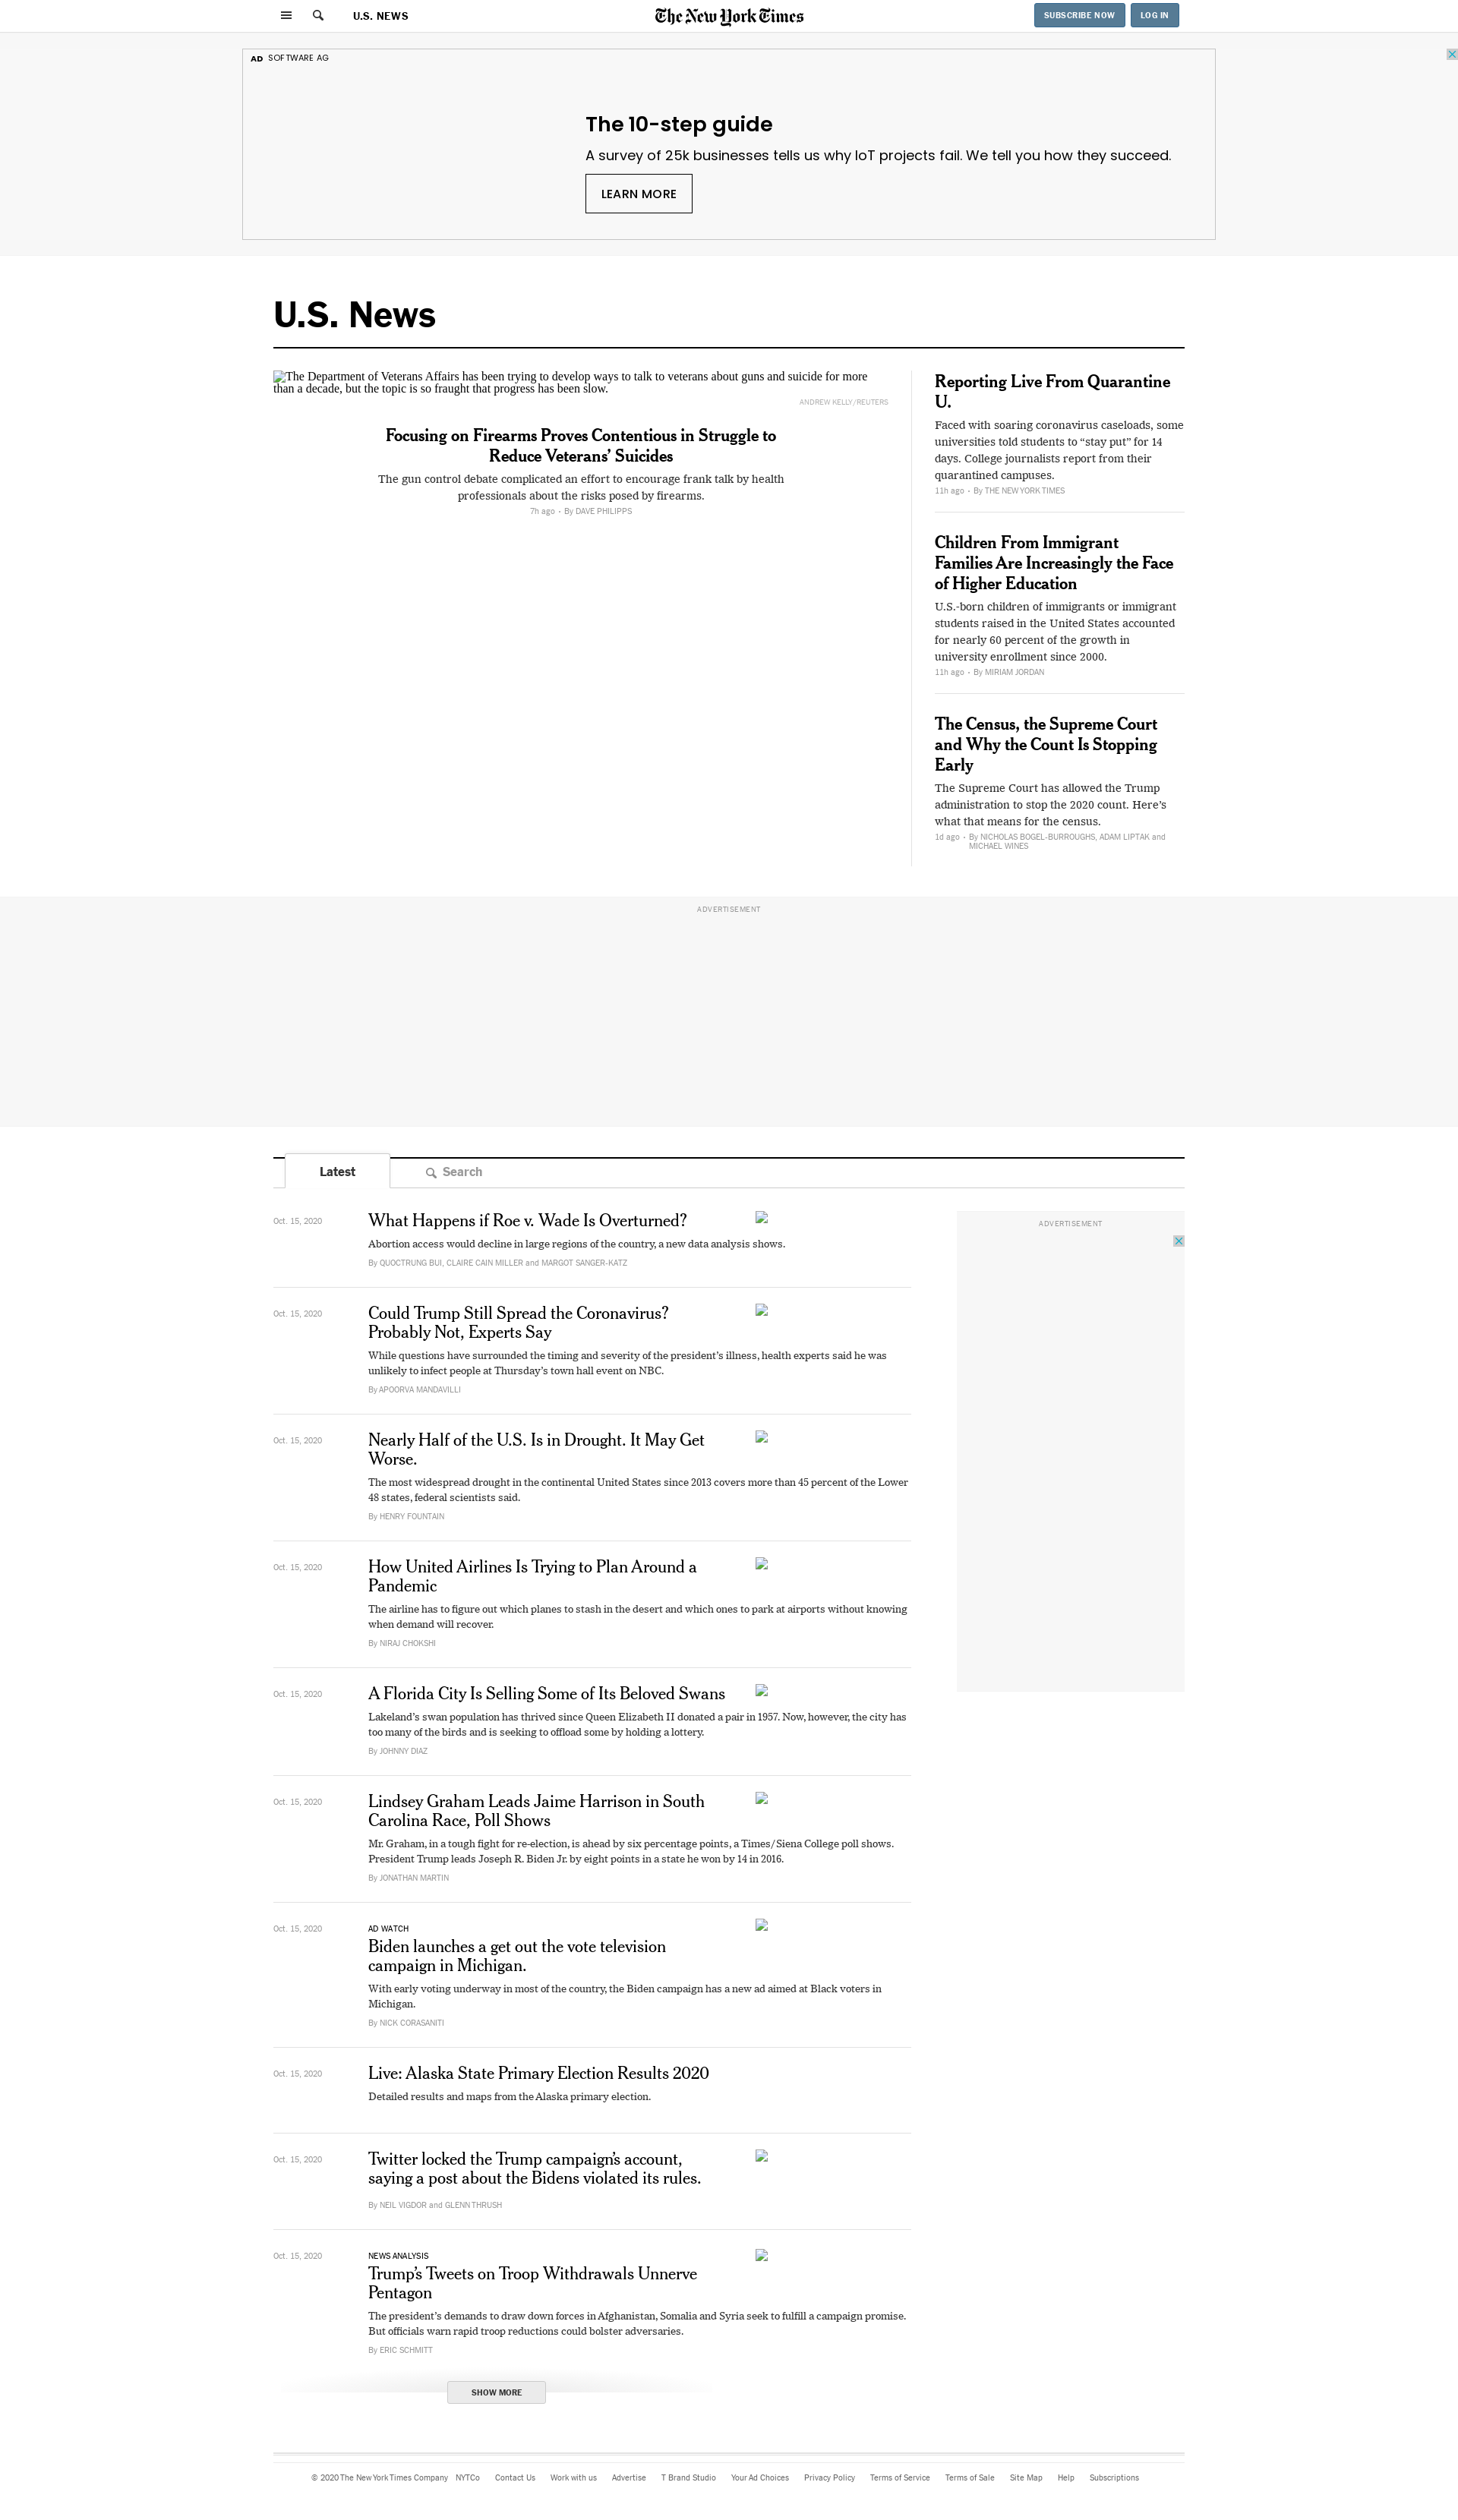 U.S. NEWS
The New York Times
SUBSCRIBE NOW
LOG IN
AD SOFTWARE AG
The 10-step guide
A survey of 25k businesses tells us why IoT projects fail. We tell you how they succeed.
LEARN MORE
U.S. News
The Department of Veterans Affairs has been trying to develop ways to talk to veterans about guns and suicide for more
than a decade, but the topic is so fraught that progress has been slow.
ANDREW KELLY/REUTERS
Focusing on Firearms Proves Contentious in Struggle to
Reduce Veterans’ Suicides
The gun control debate complicated an effort to encourage frank talk by health
professionals about the risks posed by firearms.
7h ago • By DAVE PHILIPPS
Reporting Live From Quarantine
U.
Faced with soaring coronavirus caseloads, some
universities told students to “stay put” for 14
days. College journalists report from their
quarantined campuses.
11h ago • By THE NEW YORK TIMES
Children From Immigrant
Families Are Increasingly the Face
of Higher Education
U.S.-born children of immigrants or immigrant
students raised in the United States accounted
for nearly 60 percent of the growth in
university enrollment since 2000.
11h ago • By MIRIAM JORDAN
The Census, the Supreme Court
and Why the Count Is Stopping
Early
The Supreme Court has allowed the Trump
administration to stop the 2020 count. Here’s
what that means for the census.
1d ago • By NICHOLAS BOGEL-BURROUGHS, ADAM LIPTAK and
MICHAEL WINES
ADVERTISEMENT
Latest
Search
Oct. 15, 2020
What Happens if Roe v. Wade Is Overturned?
Abortion access would decline in large regions of the country, a new data analysis shows.
By QUOCTRUNG BUI, CLAIRE CAIN MILLER and MARGOT SANGER-KATZ
ADVERTISEMENT
Oct. 15, 2020
Could Trump Still Spread the Coronavirus?
Probably Not, Experts Say
While questions have surrounded the timing and severity of the president’s illness, health experts said he was
unlikely to infect people at Thursday’s town hall event on NBC.
By APOORVA MANDAVILLI
Oct. 15, 2020
Nearly Half of the U.S. Is in Drought. It May Get
Worse.
The most widespread drought in the continental United States since 2013 covers more than 45 percent of the Lower
48 states, federal scientists said.
By HENRY FOUNTAIN
Oct. 15, 2020
How United Airlines Is Trying to Plan Around a
Pandemic
The airline has to figure out which planes to stash in the desert and which ones to park at airports without knowing
when demand will recover.
By NIRAJ CHOKSHI
Oct. 15, 2020
A Florida City Is Selling Some of Its Beloved Swans
Lakeland’s swan population has thrived since Queen Elizabeth II donated a pair in 1957. Now, however, the city has
too many of the birds and is seeking to offload some by holding a lottery.
By JOHNNY DIAZ
Oct. 15, 2020
Lindsey Graham Leads Jaime Harrison in South
Carolina Race, Poll Shows
Mr. Graham, in a tough fight for re-election, is ahead by six percentage points, a Times/Siena College poll shows.
President Trump leads Joseph R. Biden Jr. by eight points in a state he won by 14 in 2016.
By JONATHAN MARTIN
Oct. 15, 2020
AD WATCH
Biden launches a get out the vote television
campaign in Michigan.
With early voting underway in most of the country, the Biden campaign has a new ad aimed at Black voters in
Michigan.
By NICK CORASANITI
Oct. 15, 2020
Live: Alaska State Primary Election Results 2020
Detailed results and maps from the Alaska primary election.
Oct. 15, 2020
Twitter locked the Trump campaign’s account,
saying a post about the Bidens violated its rules.
By NEIL VIGDOR and GLENN THRUSH
Oct. 15, 2020
NEWS ANALYSIS
Trump’s Tweets on Troop Withdrawals Unnerve
Pentagon
The president’s demands to draw down forces in Afghanistan, Somalia and Syria seek to fulfill a campaign promise.
But officials warn rapid troop reductions could bolster adversaries.
By ERIC SCHMITT
SHOW MORE
© 2020 The New York Times Company NYTCo Contact Us Work with us Advertise T Brand Studio Your Ad Choices Privacy Policy Terms of Service Terms of Sale Site Map Help Subscriptions